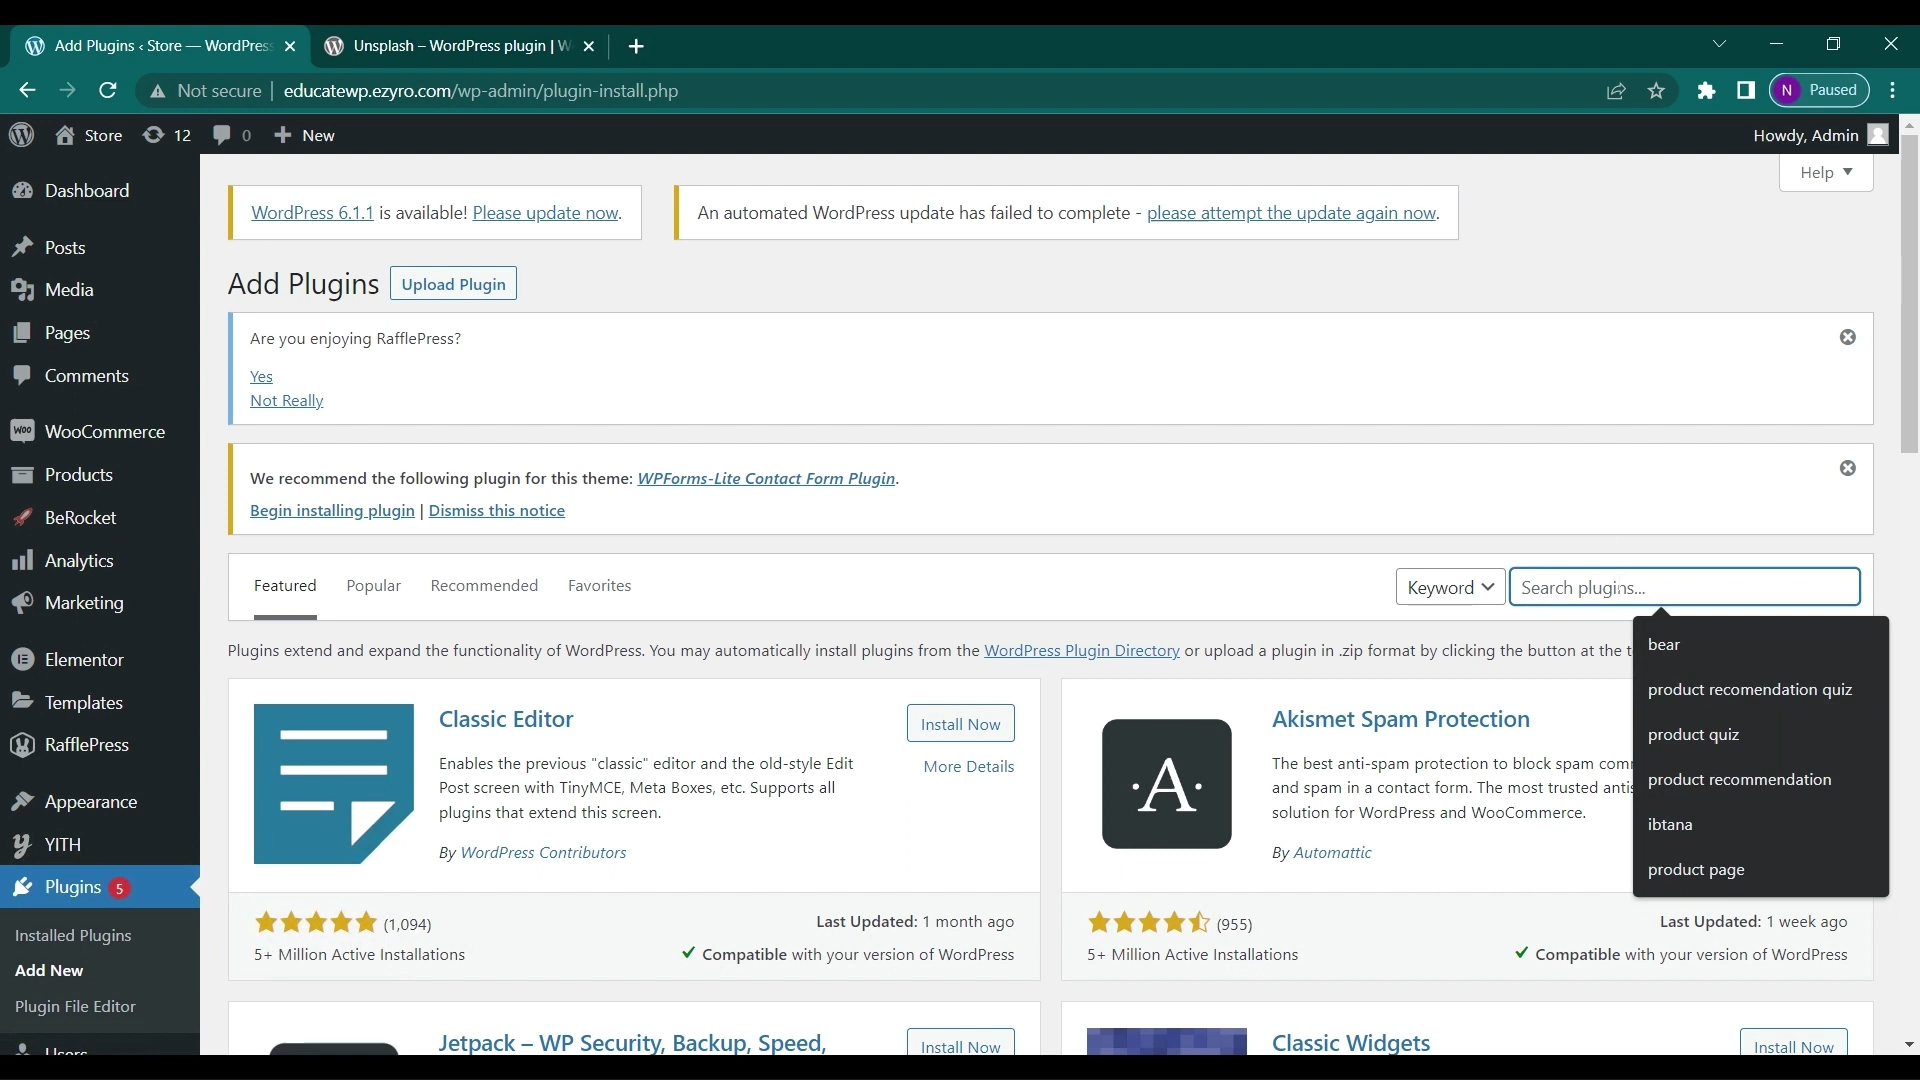 Add Plugins ‹ Store — WordPress
Unsplash – WordPress plugin | W
Not secure
educatewp.ezyro.com/wp-admin/plugin-install.php
N Paused
Store 12 0 New
Howdy, Admin
Help
Dashboard
Posts
Media
Pages
Comments
WooCommerce
Products
BeRocket
Analytics
Marketing
Elementor
Templates
RafflePress
Appearance
YITH
Plugins 5
Installed Plugins
Add New
Plugin File Editor
Users
WordPress 6.1.1 is available! Please update now.
An automated WordPress update has failed to complete - please attempt the update again now.
Add Plugins
Upload Plugin
Are you enjoying RafflePress?
Yes
Not Really
We recommend the following plugin for this theme: WPForms-Lite Contact Form Plugin.
Begin installing plugin | Dismiss this notice
Featured Popular Recommended Favorites
Keyword
Search plugins...
bear
product recomendation quiz
product quiz
product recommendation
ibtana
product page
Plugins extend and expand the functionality of WordPress. You may automatically install plugins from the WordPress Plugin Directory or upload a plugin in .zip format by clicking the button at the
Classic Editor
Install Now
More Details
Enables the previous "classic" editor and the old-style Edit
Post screen with TinyMCE, Meta Boxes, etc. Supports all
plugins that extend this screen.
By WordPress Contributors
(1,094)
5+ Million Active Installations
Last Updated: 1 month ago
Compatible with your version of WordPress
·A·
Akismet Spam Protection
The best anti-spam protection to block spam
and spam in a contact form. The most trusted
solution for WordPress and WooCommerce.
By Automattic
(955)
5+ Million Active Installations
Last Updated: 1 week ago
Compatible with your version of WordPress
Jetpack – WP Security, Backup, Speed,
Install Now
Classic Widgets
Install Now